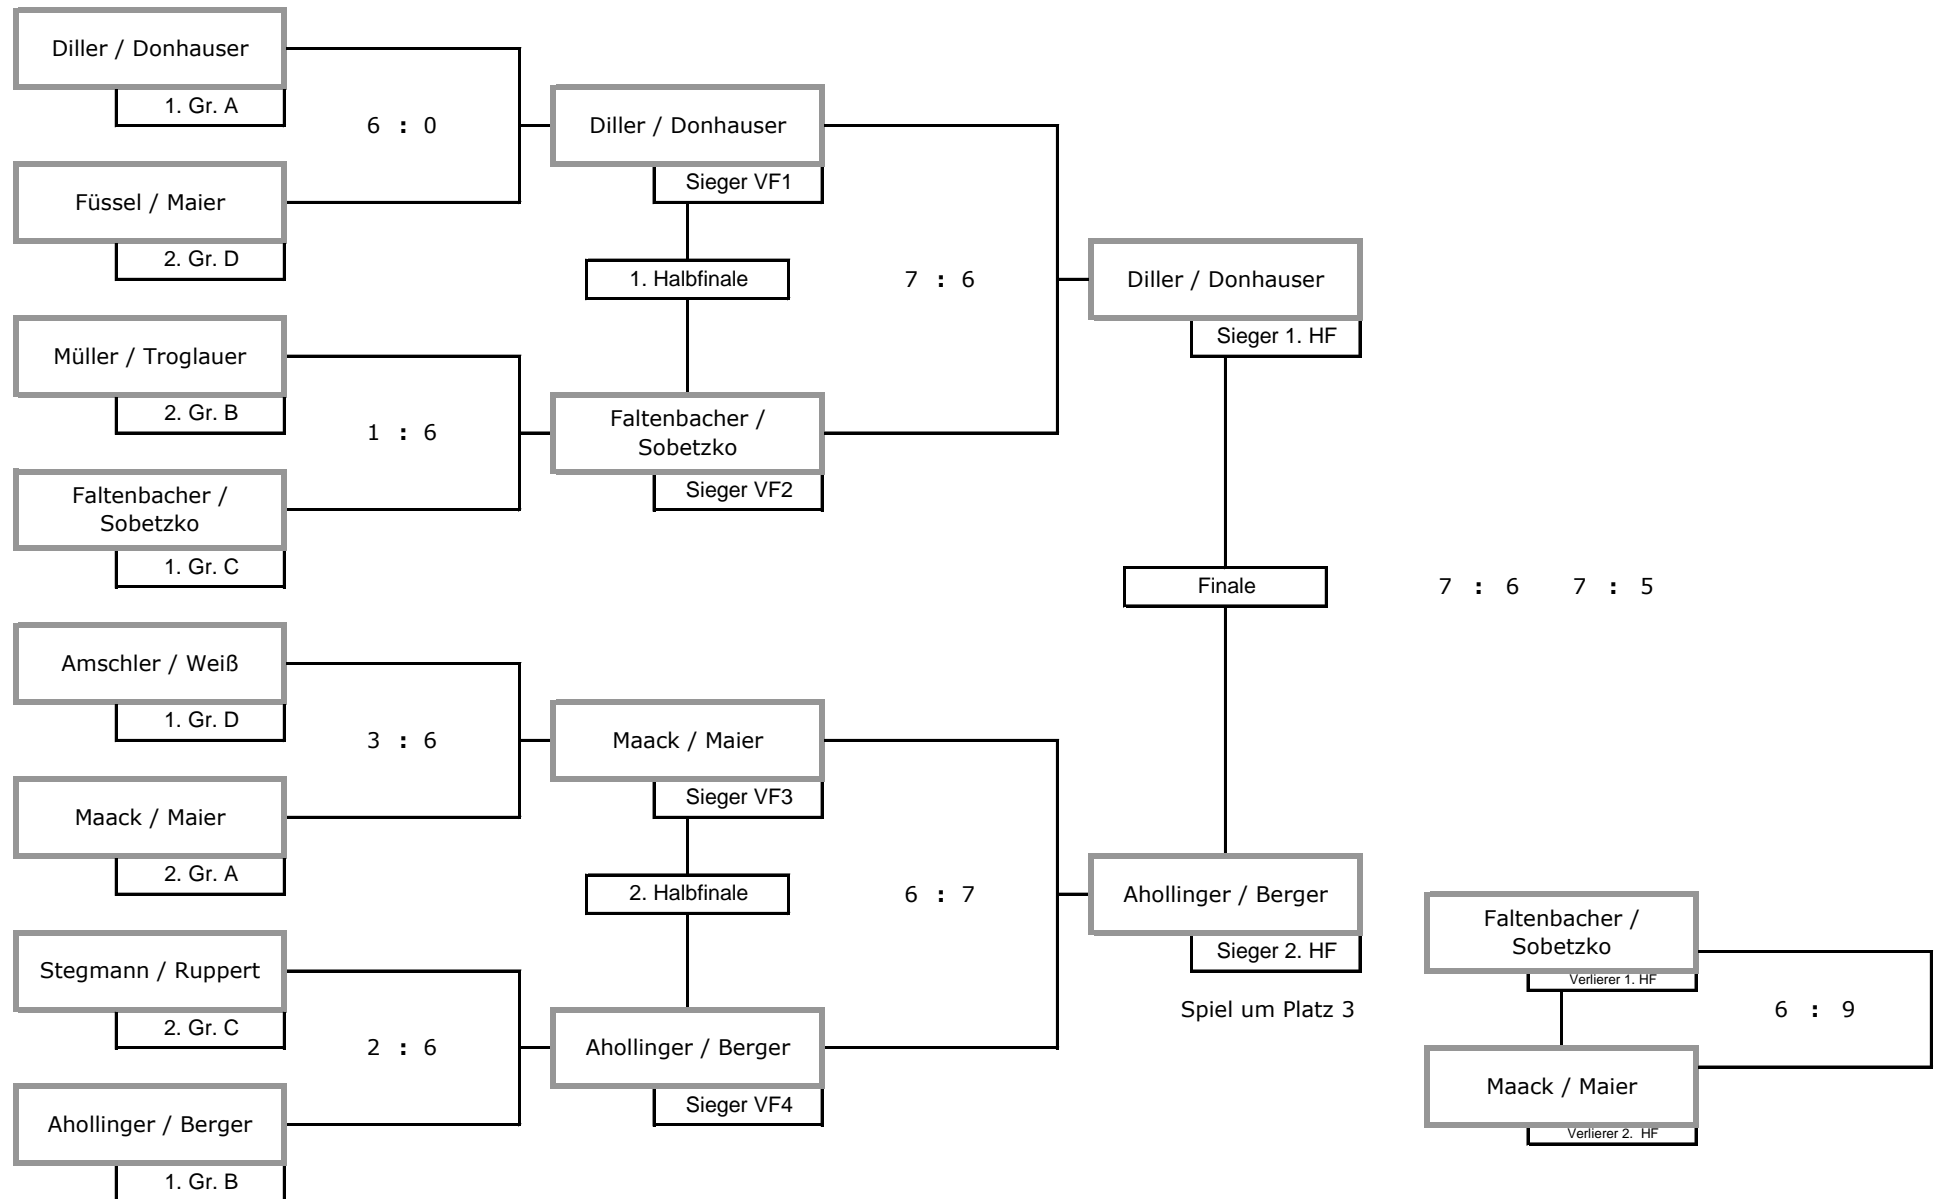 Diller / Donhauser
1. Gr. A
6 : 0
Füssel / Maier
2. Gr. D
Müller / Troglauer
2. Gr. B
1 : 6
Faltenbacher /
Sobetzko
1. Gr. C
Amschler / Weiß
1. Gr. D
3 : 6
Maack / Maier
2. Gr. A
Stegmann / Ruppert
2. Gr. C
2 : 6
Ahollinger / Berger
1. Gr. B
Diller / Donhauser
Sieger VF1
1. Halbfinale
7 : 6
Faltenbacher /
Sobetzko
Sieger VF2
Maack / Maier
Sieger VF3
2. Halbfinale
6 : 7
Ahollinger / Berger
Sieger VF4
Diller / Donhauser
Sieger 1. HF
Finale
7 : 6 7 : 5
Ahollinger / Berger
Sieger 2. HF
Spiel um Platz 3
Faltenbacher /
Sobetzko
Verlierer 1. HF
6 : 9
Maack / Maier
Verlierer 2. HF